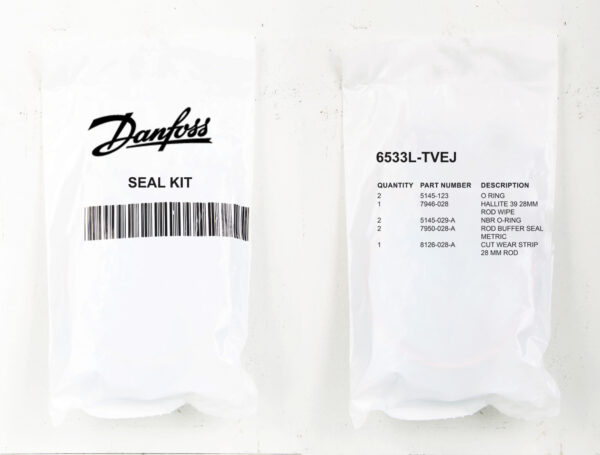 Danfoss
SEAL KIT
6533L-TVEJ
QUANTITY PART NUMBER DESCRIPTION
2 5145-123 O RING
1 7946-028 HALLITE 39 28MM
ROD WIPE
2 5145-029-A NBR O-RING
2 7950-028-A ROD BUFFER SEAL
METRIC
1 8126-028-A CUT WEAR STRIP
28 MM ROD